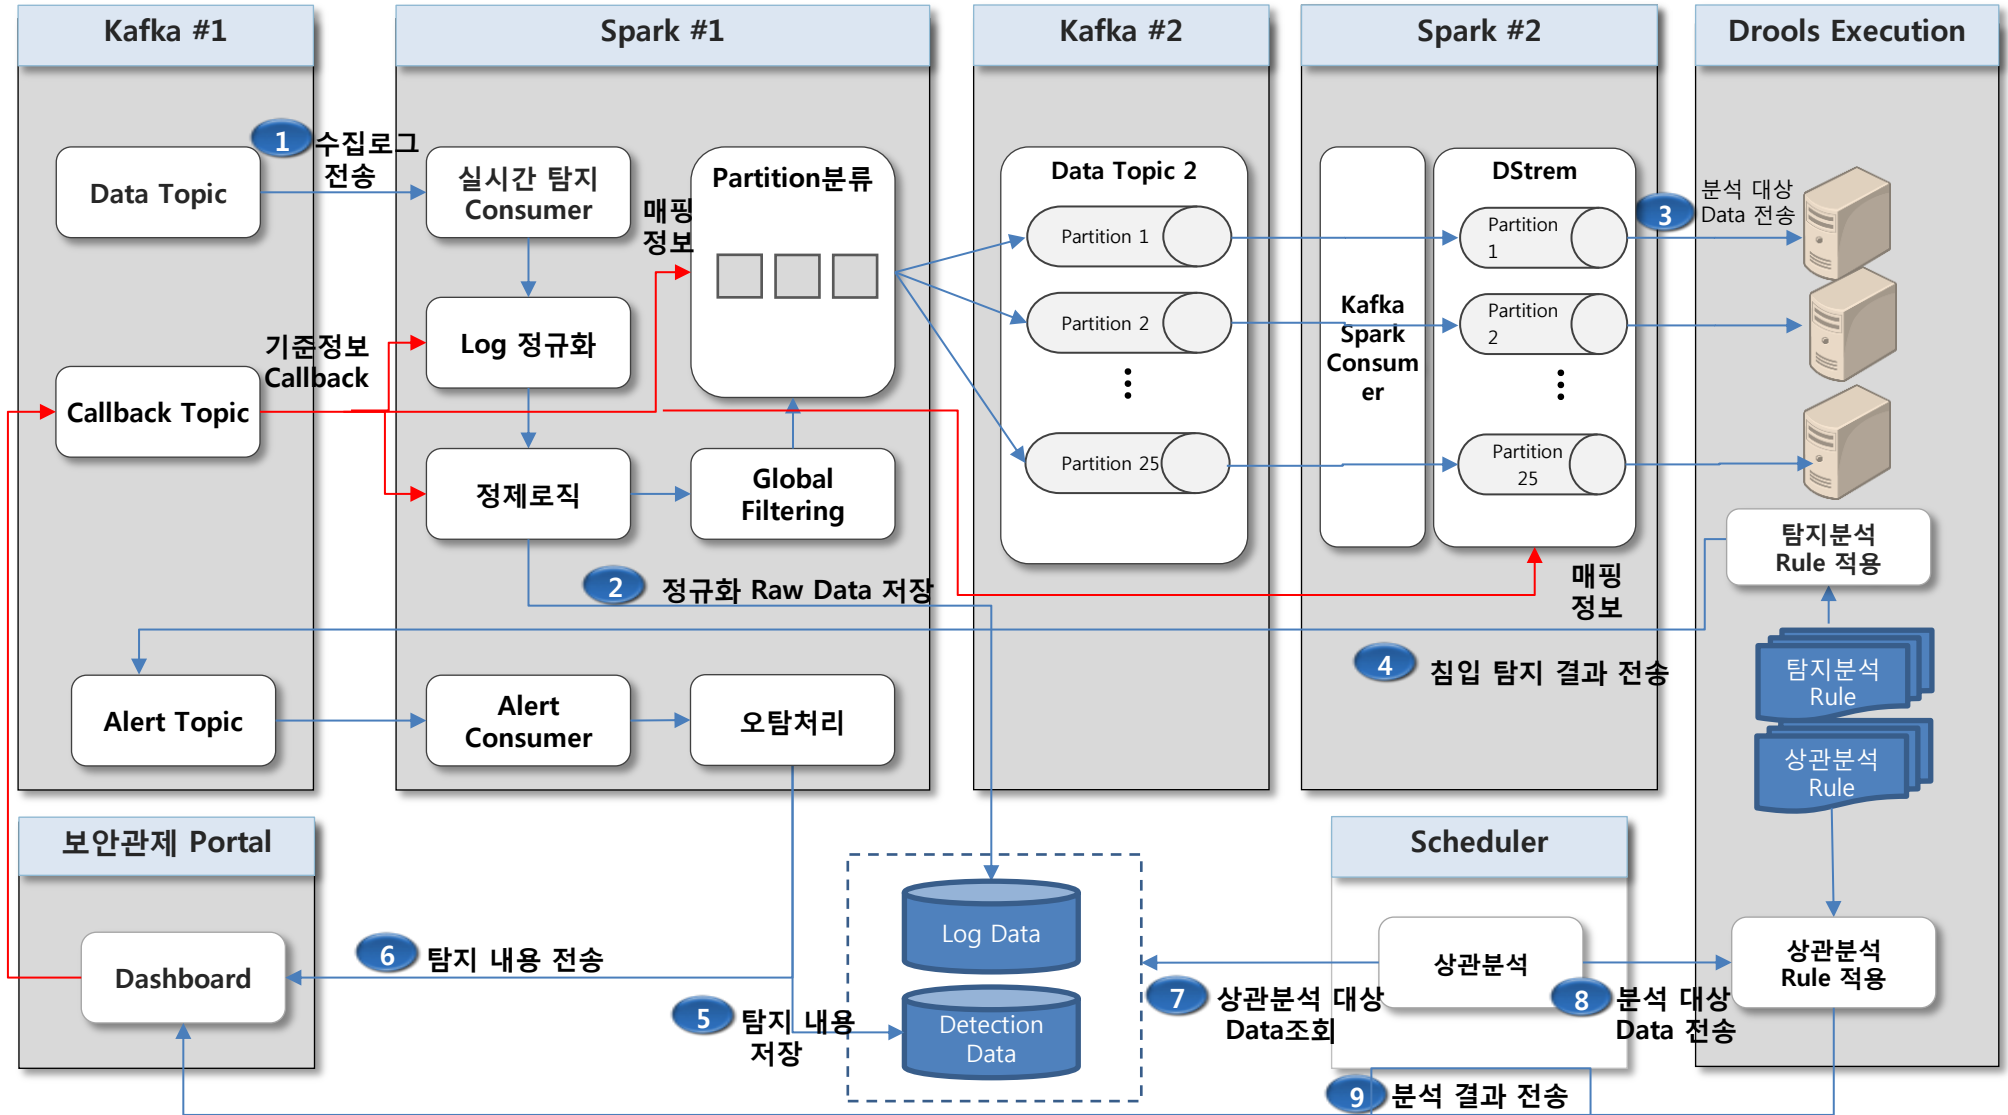 Kafka #1
Spark #1
Kafka #2
Spark #2
Drools Execution
1
수집로그
전송
Data Topic
실시간 탐지
Consumer
매핑
정보
Partition분류
Data Topic 2
Partition 1
Partition 2
Partition 25
Kafka
Spark
Consum
er
DStrem
Partition
1
Partition
2
Partition
25
3
분석 대상
Data 전송
기준정보
Callback
Callback Topic
Log 정규화
정제로직
Global
Filtering
2
정규화 Raw Data 저장
매핑
정보
탐지분석
Rule 적용
4
침입 탐지 결과 전송
탐지분석
Rule
상관분석
Rule
Alert Topic
Alert
Consumer
오탐처리
보안관제 Portal
Dashboard
6
탐지 내용 전송
5
탐지 내용
저장
Log Data
Detection
Data
Scheduler
상관분석
7
상관분석 대상
Data조회
8
분석 대상
Data 전송
상관분석
Rule 적용
9
분석 결과 전송